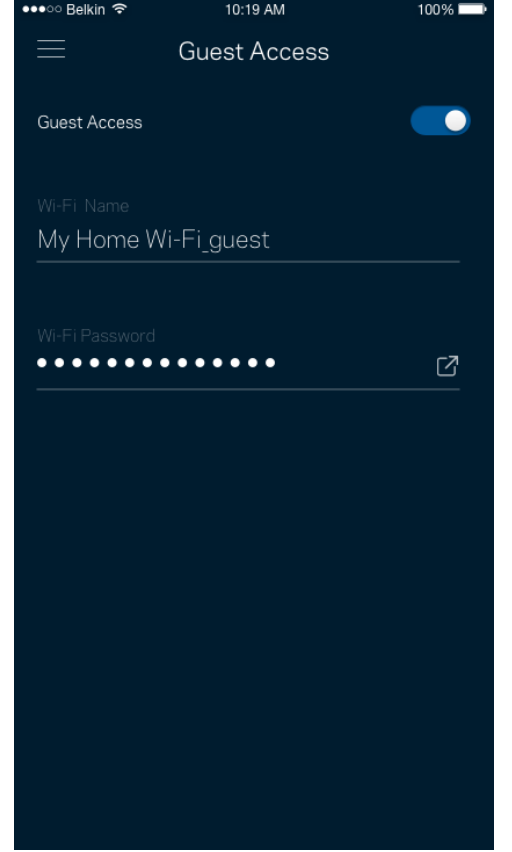 Belkin 10:19 AM 100%
Guest Access
Guest Access
Wi-Fi Name
My Home Wi-Fi_guest
Wi-Fi Password
●●●●●●●●●●●●●●